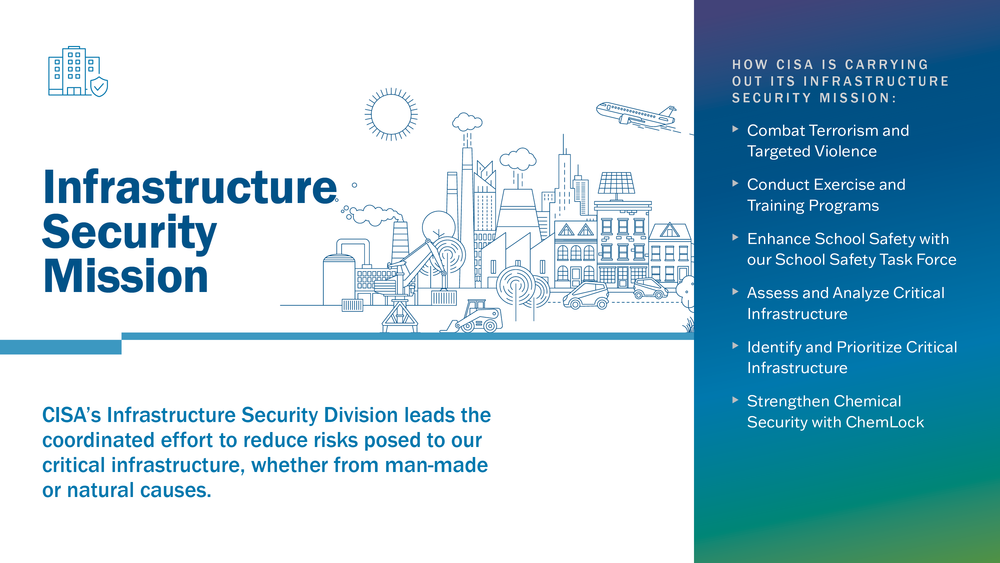 Infrastructure
Security
Mission
CISA’s Infrastructure Security Division leads the
coordinated effort to reduce risks posed to our
critical infrastructure, whether from man-made
or natural causes.
HOW CISA IS CARRYING
OUT ITS INFRASTRUCTURE
SECURITY MISSION:
Combat Terrorism and
Targeted Violence
Conduct Exercise and
Training Programs
Enhance School Safety with
our School Safety Task Force
Assess and Analyze Critical
Infrastructure
Identify and Prioritize Critical
Infrastructure
Strengthen Chemical
Security with ChemLock